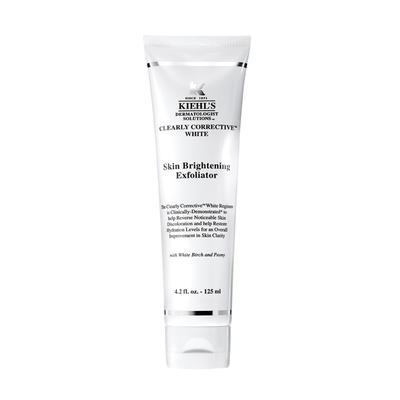 SINCE 1851
KIEHL'S
DERMATOLOGIST
SOLUTIONS™
CLEARLY CORRECTIVE™
WHITE
Skin Brightening
Exfoliator
The Clearly Corrective™ White Regimen
is Clinically-Demonstrated* to
help Reverse Noticeable Skin
Discoloration and help Restore
Hydration Levels for an Overall
Improvement in Skin Clarity
with White Birch and Peony
4.2 fl. oz. - 125 ml